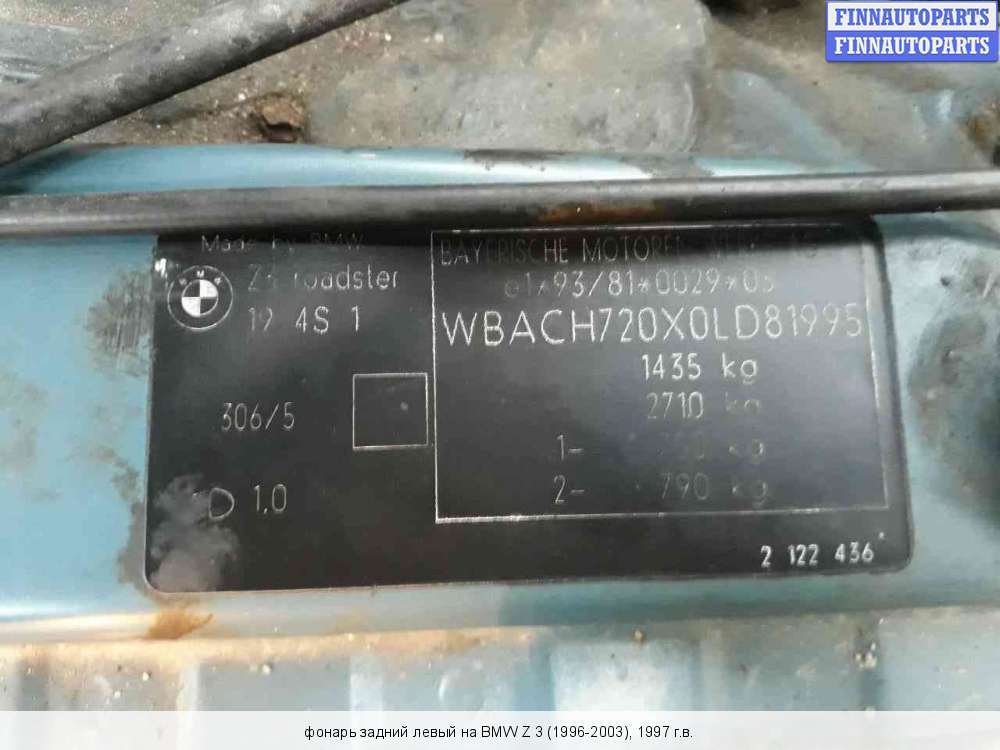 FINNAUTOPARTS
FINNAUTOPARTS
Made by BMW
Z3 roadster
19 4S 1
306/5
D 1,0
BAYERISCHE MOTOREN WERKE AG
e1*93/81*0029*05
WBACH720X0LD81995
1435 kg
2710 kg
1- kg
2- 790 kg
2 122 436
фонарь задний левый на BMW Z 3 (1996-2003), 1997 г.в.